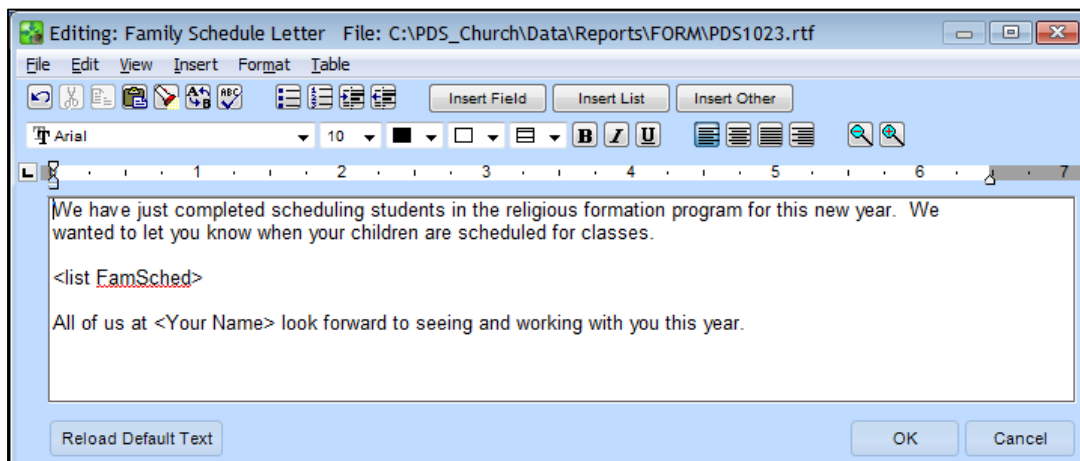 Editing: Family Schedule Letter File: C:\PDS_Church\Data\Reports\FORM\PDS1023.rtf
File Edit View Insert Format Table
Insert Field Insert List Insert Other
Arial 10 B I U
1 2 3 4 5 6 7
We have just completed scheduling students in the religious formation program for this new year. We
wanted to let you know when your children are scheduled for classes.
<list FamSched>
All of us at <Your Name> look forward to seeing and working with you this year.
Reload Default Text OK Cancel